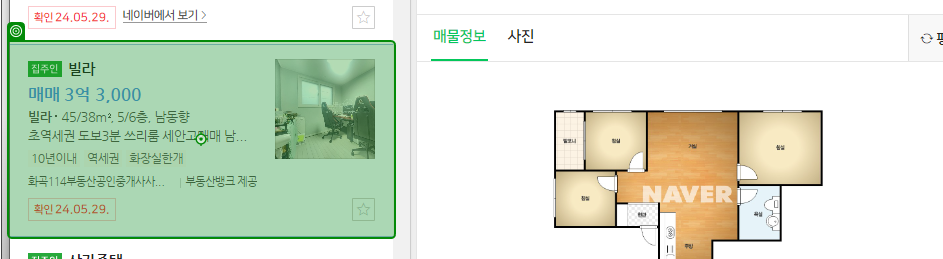 확인 24.05.29.
네이버에서 보기 >
집주인 빌라
매매 3억 3,000
빌라 · 45/38m², 5/6층, 남동향
초역세권 도보3분 쓰리룸 세안고 매매 남...
10년이내 역세권 화장실한개
화곡114부동산공인중개사사... | 부동산뱅크 제공
확인 24.05.29.
매물정보 사진
발코니
침실
거실
침실
침실
현관
욕실
주방
NAVER